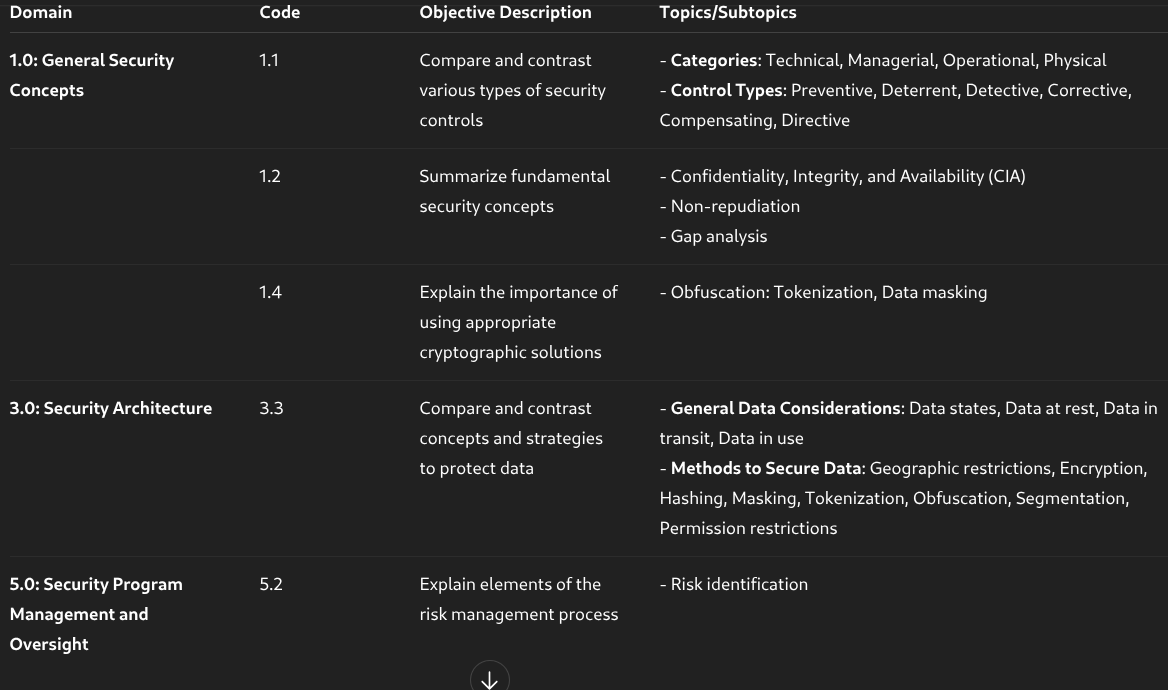 Domain Code Objective Description Topics/Subtopics
1.0: General Security Concepts
1.1
Compare and contrast
various types of security
controls
- Categories: Technical, Managerial, Operational, Physical
- Control Types: Preventive, Deterrent, Detective, Corrective,
Compensating, Directive
1.2
Summarize fundamental
security concepts
- Confidentiality, Integrity, and Availability (CIA)
- Non-repudiation
- Gap analysis
1.4
Explain the importance of
using appropriate
cryptographic solutions
- Obfuscation: Tokenization, Data masking
3.0: Security Architecture
3.3
Compare and contrast
concepts and strategies
to protect data
- General Data Considerations: Data states, Data at rest, Data in
transit, Data in use
- Methods to Secure Data: Geographic restrictions, Encryption,
Hashing, Masking, Tokenization, Obfuscation, Segmentation,
Permission restrictions
5.0: Security Program
Management and
Oversight
5.2
Explain elements of the
risk management process
- Risk identification